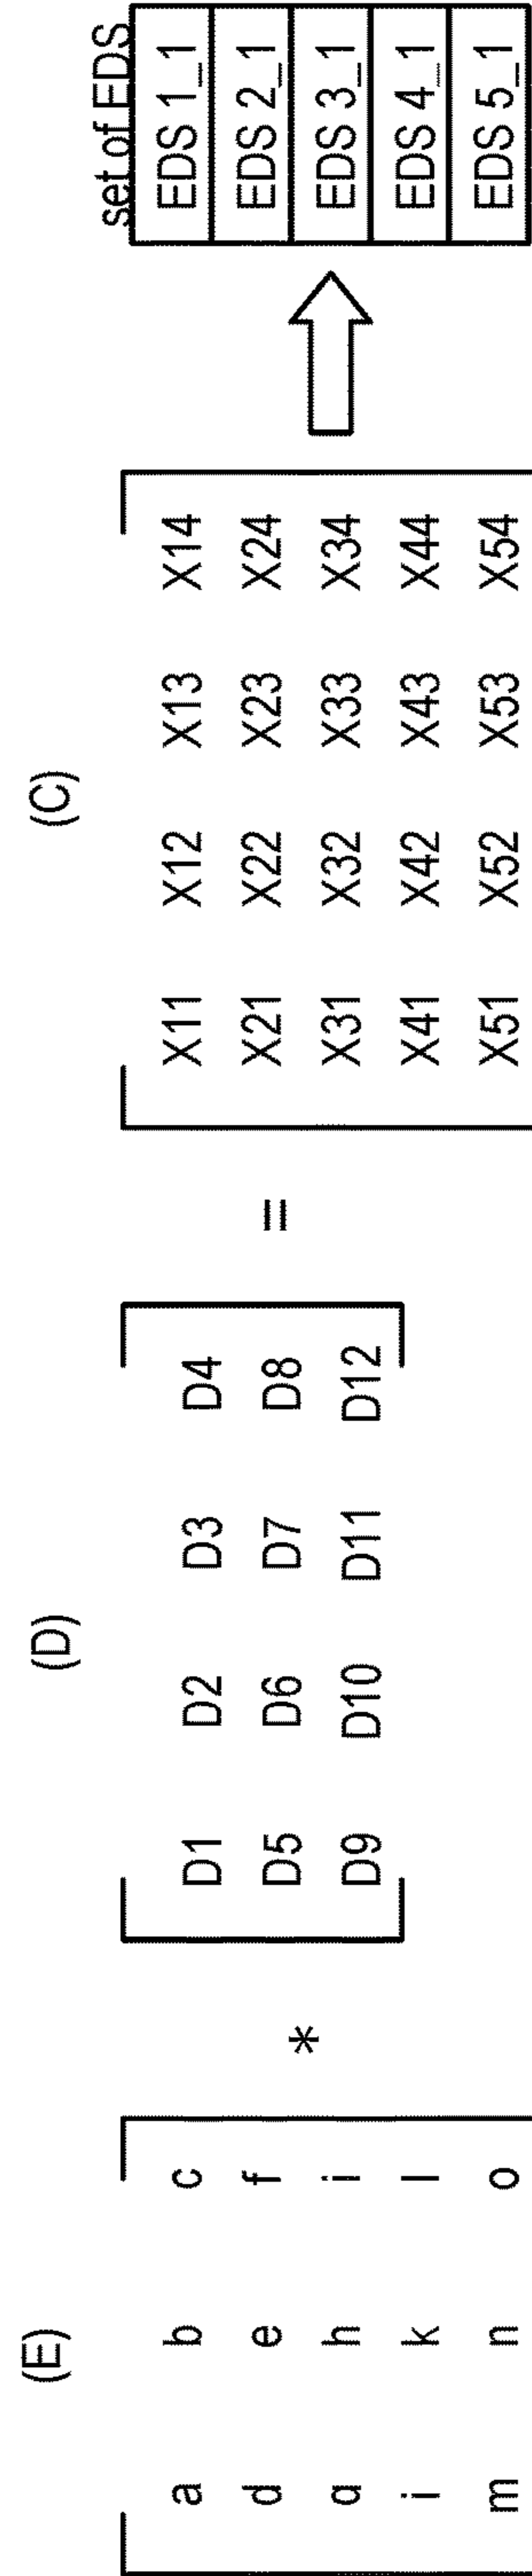 (E) (D) (C) set of EDS
a b c D1 D2 D3 D4 X11 X12 X13 X14 EDS 1_1
d e f * D5 D6 D7 D8 = X21 X22 X23 X24 EDS 2_1
g h i D9 D10 D11 D12 X31 X32 X33 X34 EDS 3_1
j k l X41 X42 X43 X44 EDS 4_1
m n o X51 X52 X53 X54 EDS 5_1